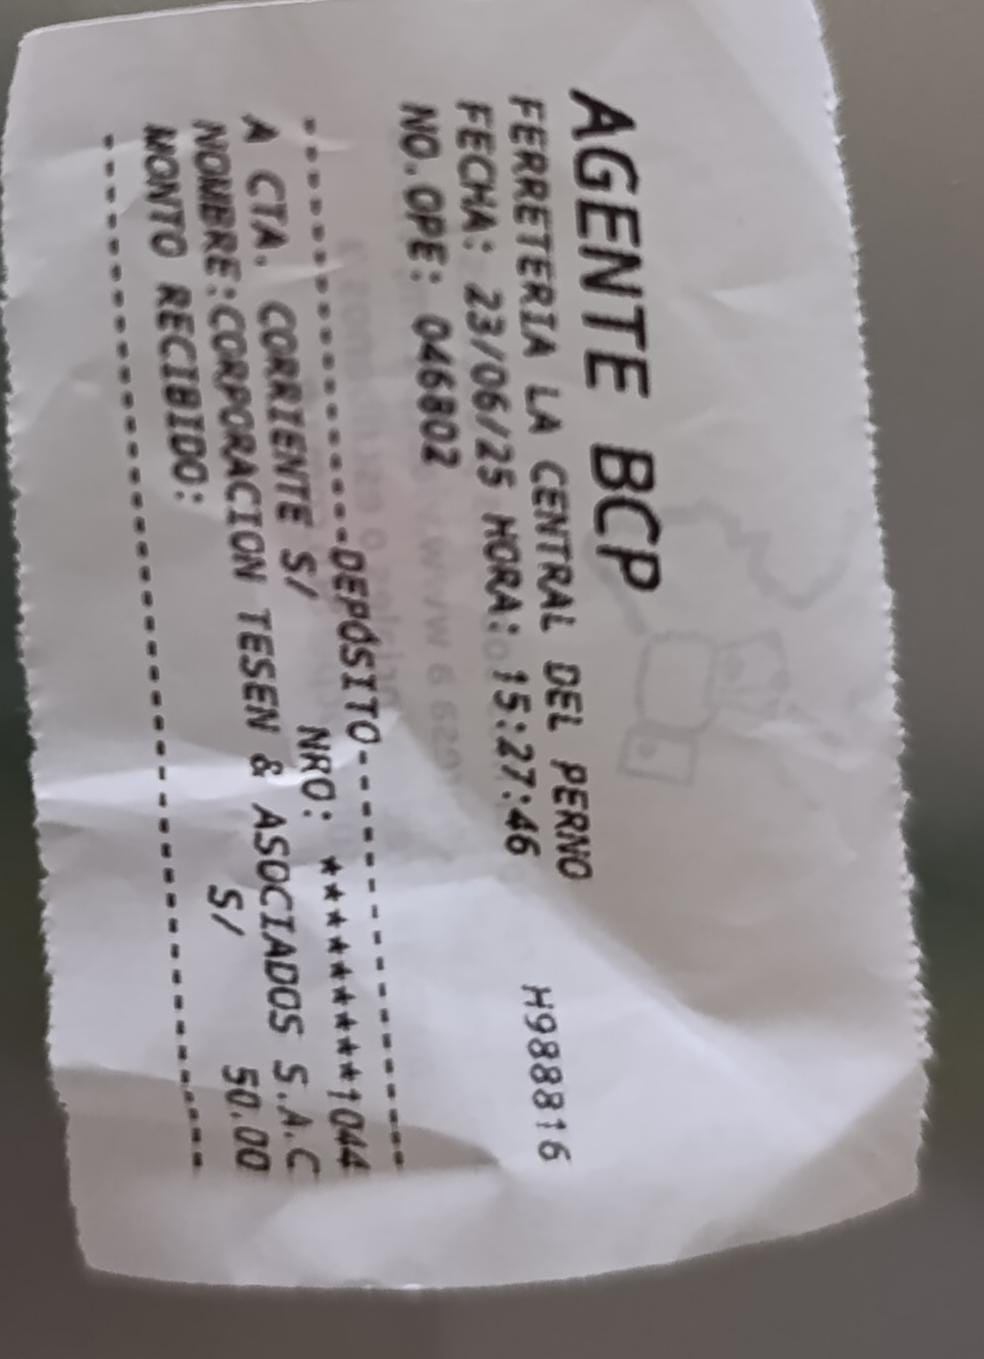 AGENTE BCP
FERRETERIA LA CENTRAL DEL PERNO
FECHA: 23/06/25 HORA: 15:27:46 H988816
NO.OPE: 046802
-----------------DEPOSITO-----------------
A CTA. CORRIENTE S/ NRO: *********1044
NOMBRE:CORPORACION TESEN & ASOCIADOS S.A.C
MONTO RECIBIDO: S/ 50.00
------------------------------------------